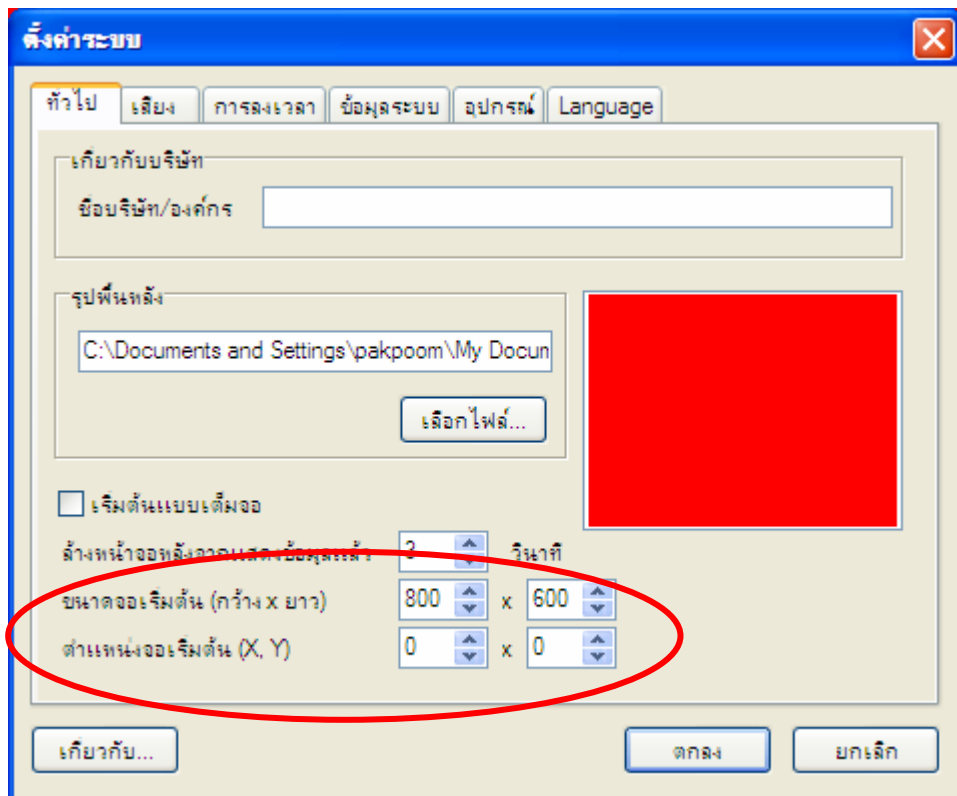 ตั้งค่าระบบ
ทั่วไป เสียง การลงเวลา ข้อมูลระบบ อุปกรณ์ Language
เกี่ยวกับบริษัท
ชื่อบริษัท/องค์กร
รูปพื้นหลัง
C:\Documents and Settings\pakpoom\My Docum
เลือกไฟล์...
เริ่มต้นแบบเต็มจอ
ล้างหน้าจอหลังจากแสดงข้อมูลแล้ว 3 วินาที
ขนาดจอเริ่มต้น (กว้าง x ยาว) 800 x 600
ตำแหน่งจอเริ่มต้น (X, Y) 0 x 0
เกี่ยวกับ... ตกลง ยกเลิก